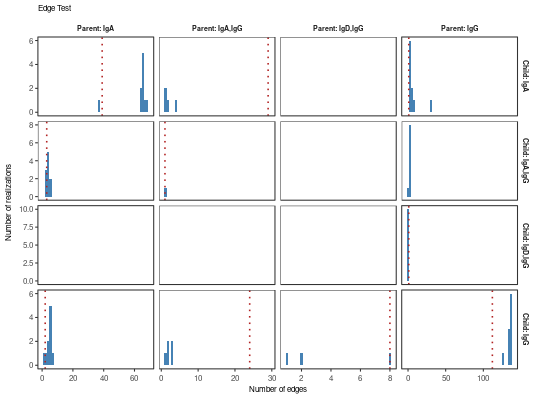 Edge Test
Parent: IgA
Parent: IgA,IgG
Parent: IgD,IgG
Parent: IgG
6
4
2
0
Child: IgA
8
6
4
2
0
Child: IgA,IgG
10.0
7.5
5.0
2.5
0.0
Child: IgD,IgG
6
4
2
0
Child: IgG
0 20 40 60
0 10 20 30
2 4 6 8
0 50 100
Number of realizations
Number of edges